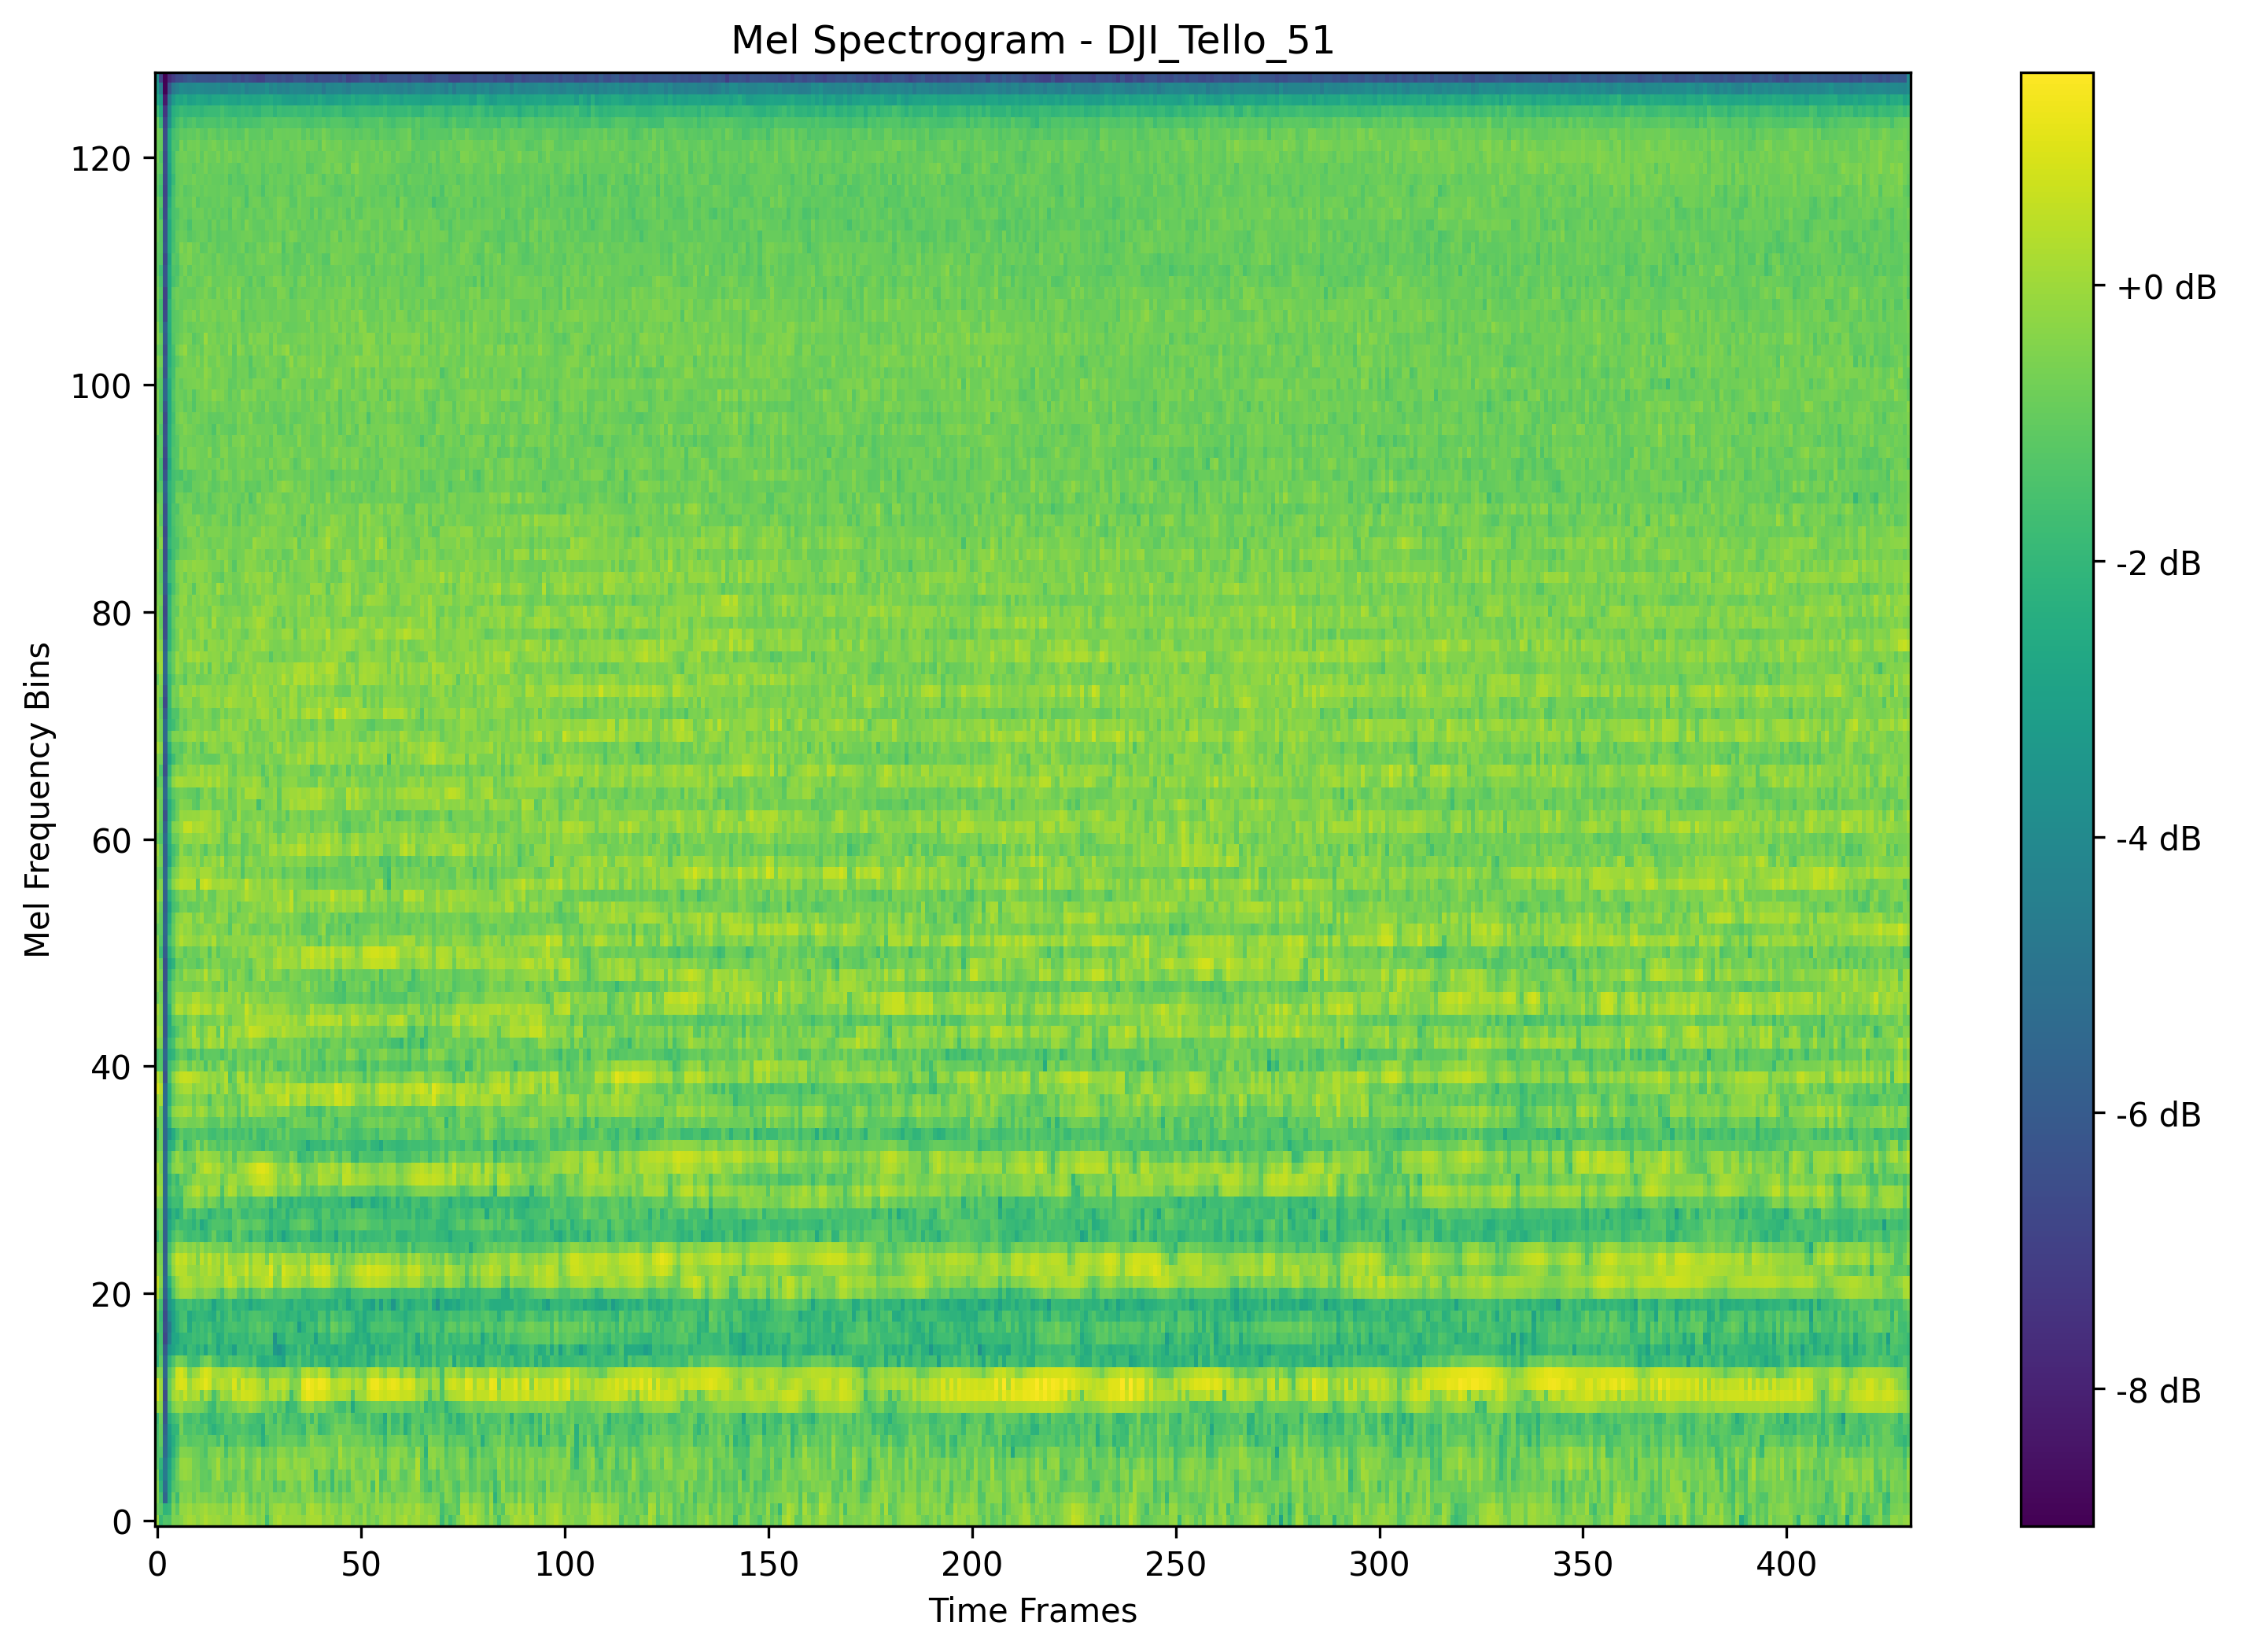 Mel Spectrogram - DJI_Tello_51
Mel Frequency Bins
120
100
80
60
40
20
0
0 50 100 150 200 250 300 350 400
Time Frames
+0 dB
-2 dB
-4 dB
-6 dB
-8 dB